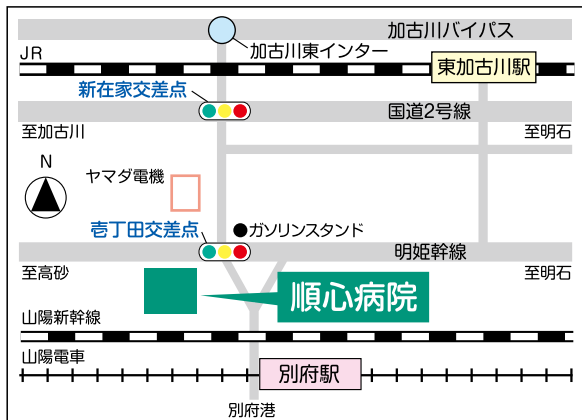 加古川バイパス
加古川東インター
JR
東加古川駅
新在家交差点
国道2号線
至加古川
至明石
N
ヤマダ電機
壱丁田交差点
ガソリンスタンド
明姫幹線
至高砂
至明石
順心病院
山陽新幹線
山陽電車
別府駅
別府港